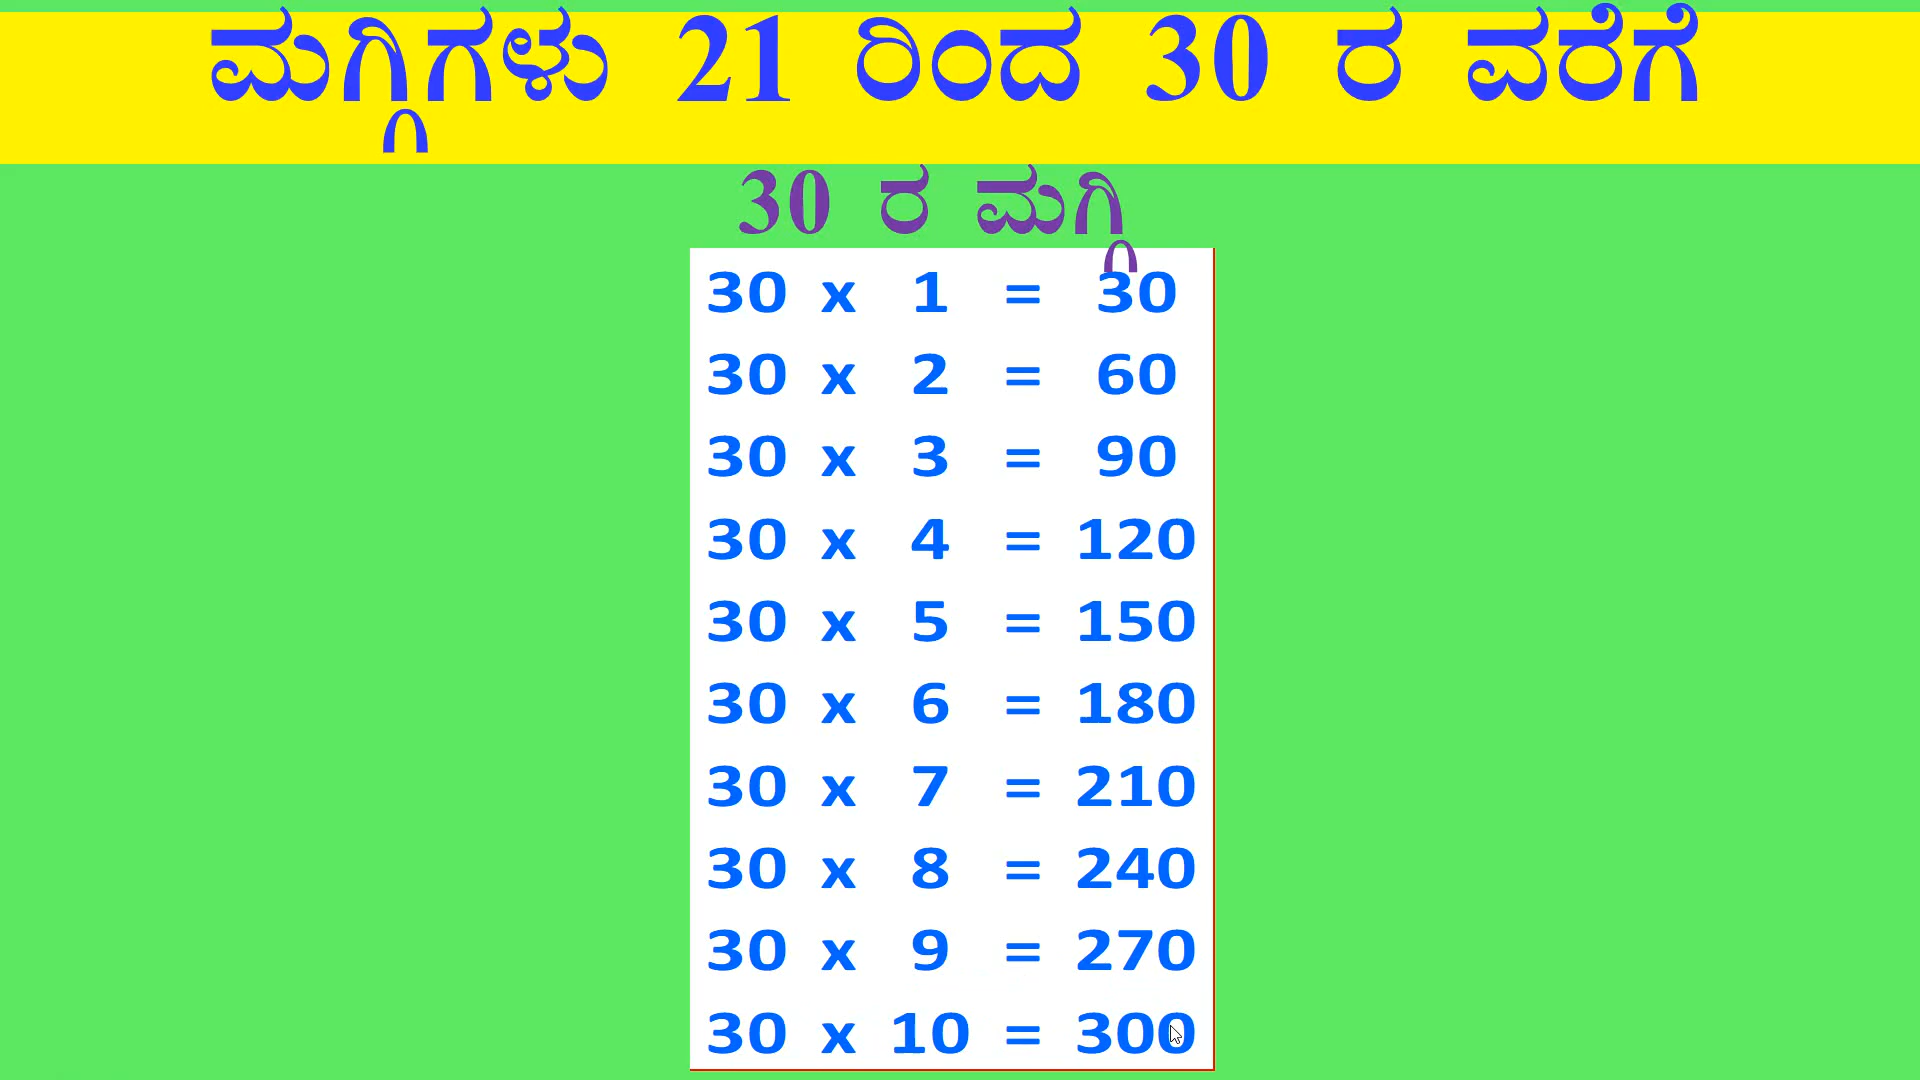 ಮಗ್ಗಿಗಳು 21 ರಿಂದ 30 ರ ವರೆಗೆ
30 ರ ಮಗ್ಗಿ
30 x 1 = 30
30 x 2 = 60
30 x 3 = 90
30 x 4 = 120
30 x 5 = 150
30 x 6 = 180
30 x 7 = 210
30 x 8 = 240
30 x 9 = 270
30 x 10 = 300